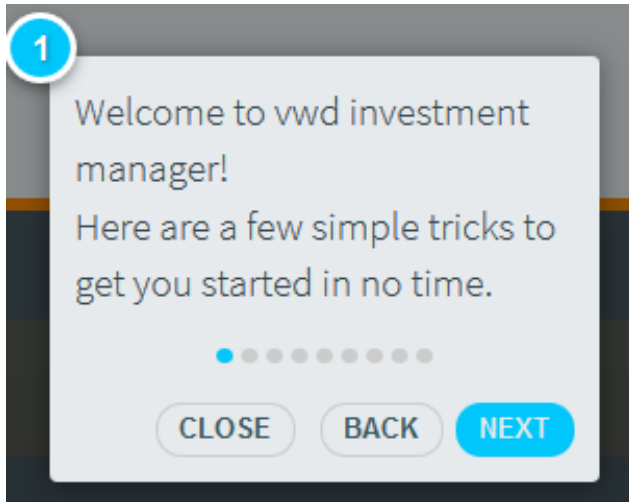 1
Welcome to vwd investment
manager!
Here are a few simple tricks to
get you started in no time.
CLOSE BACK NEXT